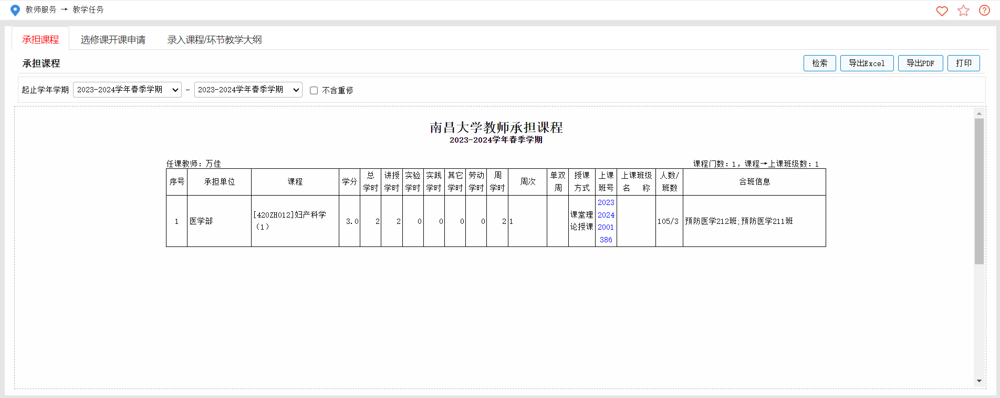 教师服务 → 教学任务
承担课程 选修课开课申请 录入课程/环节教学大纲
承担课程 检索 导出Excel 导出PDF 打印
起止学年学期 2023-2024学年春季学期 - 2023-2024学年春季学期 不含重修
南昌大学教师承担课程
2023-2024学年春季学期
任课教师：万佳 课程门数：1，课程→上课班级数：1
序号 承担单位 课程 学分 总学时 讲授学时 实验学时 实践学时 其它学时 劳动学时 周学时 周次 单双周 授课方式 上课班号 上课班级名称 人数/班数 合班信息
1 医学部 [420ZH012]妇产科学（1） 3.0 2 2 0 0 0 0 2 1 课堂理论授课 202320242001386 105/3 预防医学212班;预防医学211班